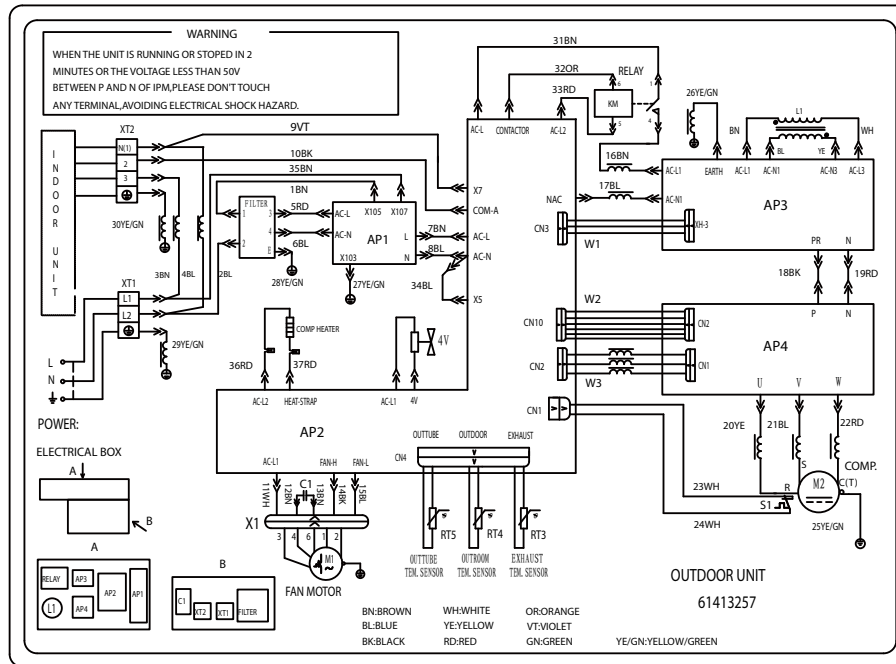 WARNING
WHEN THE UNIT IS RUNNING OR STOPED IN 2
MINUTES OR THE VOLTAGE LESS THAN 50V
BETWEEN P AND N OF IPM,PLEASE DON'T TOUCH
ANY TERMINAL,AVOIDING ELECTRICAL SHOCK HAZARD.
31BN
32OR
RELAY
33RD
KM
6
1
5
4
26YE/GN
BN
L1
WH
BL
YE
16BN
17BL
AC-L
CONTACTOR
AC-L2
AC-L1
EARTH
AC-L1
AC-N1
AC-N3
AC-L3
AC-N1
AP3
XH-3
PR
N
INDOOR UNIT
XT2
N(1)
2
3
9VT
10BK
35BN
1BN
30YE/GN
3BN
4BL
2BL
FILTER
1
3
2
4
E
5RD
6BL
28YE/GN
AC-L
AC-N
X105
X107
AP1
L
N
X103
27YE/GN
7BN
8BL
34BL
X7
COM-A
AC-L
AC-N
X5
NAC
CN3
W1
18BK
19RD
XT1
L1
L2
29YE/GN
L
N
POWER:
W2
CN10
CN2
CN2
CN1
W3
P
N
AP4
U
V
W
COMP HEATER
36RD
37RD
4V
AC-L2
HEAT-STRAP
AC-L1
4V
AP2
CN1
20YE
21BL
22RD
AC-L1
FAN-H
FAN-L
CN4
OUTTUBE
OUTDOOR
EXHAUST
11WH
12BN
C1
13BN
14BK
15BL
X1
3
4
6
1
2
M1
FAN MOTOR
RT5
RT4
RT3
OUTTUBE
TEM. SENSOR
OUTROOM
TEM. SENSOR
EXHAUST
TEM. SENSOR
23WH
24WH
S
R
S1
M2
C(T)
COMP.
25YE/GN
ELECTRICAL BOX
A
B
A
RELAY
AP3
L1
AP4
AP2
AP1
B
C1
XT2
XT1
FILTER
OUTDOOR UNIT
61413257
BN:BROWN WH:WHITE OR:ORANGE
BL:BLUE YE:YELLOW VT:VIOLET
BK:BLACK RD:RED GN:GREEN YE/GN:YELLOW/GREEN